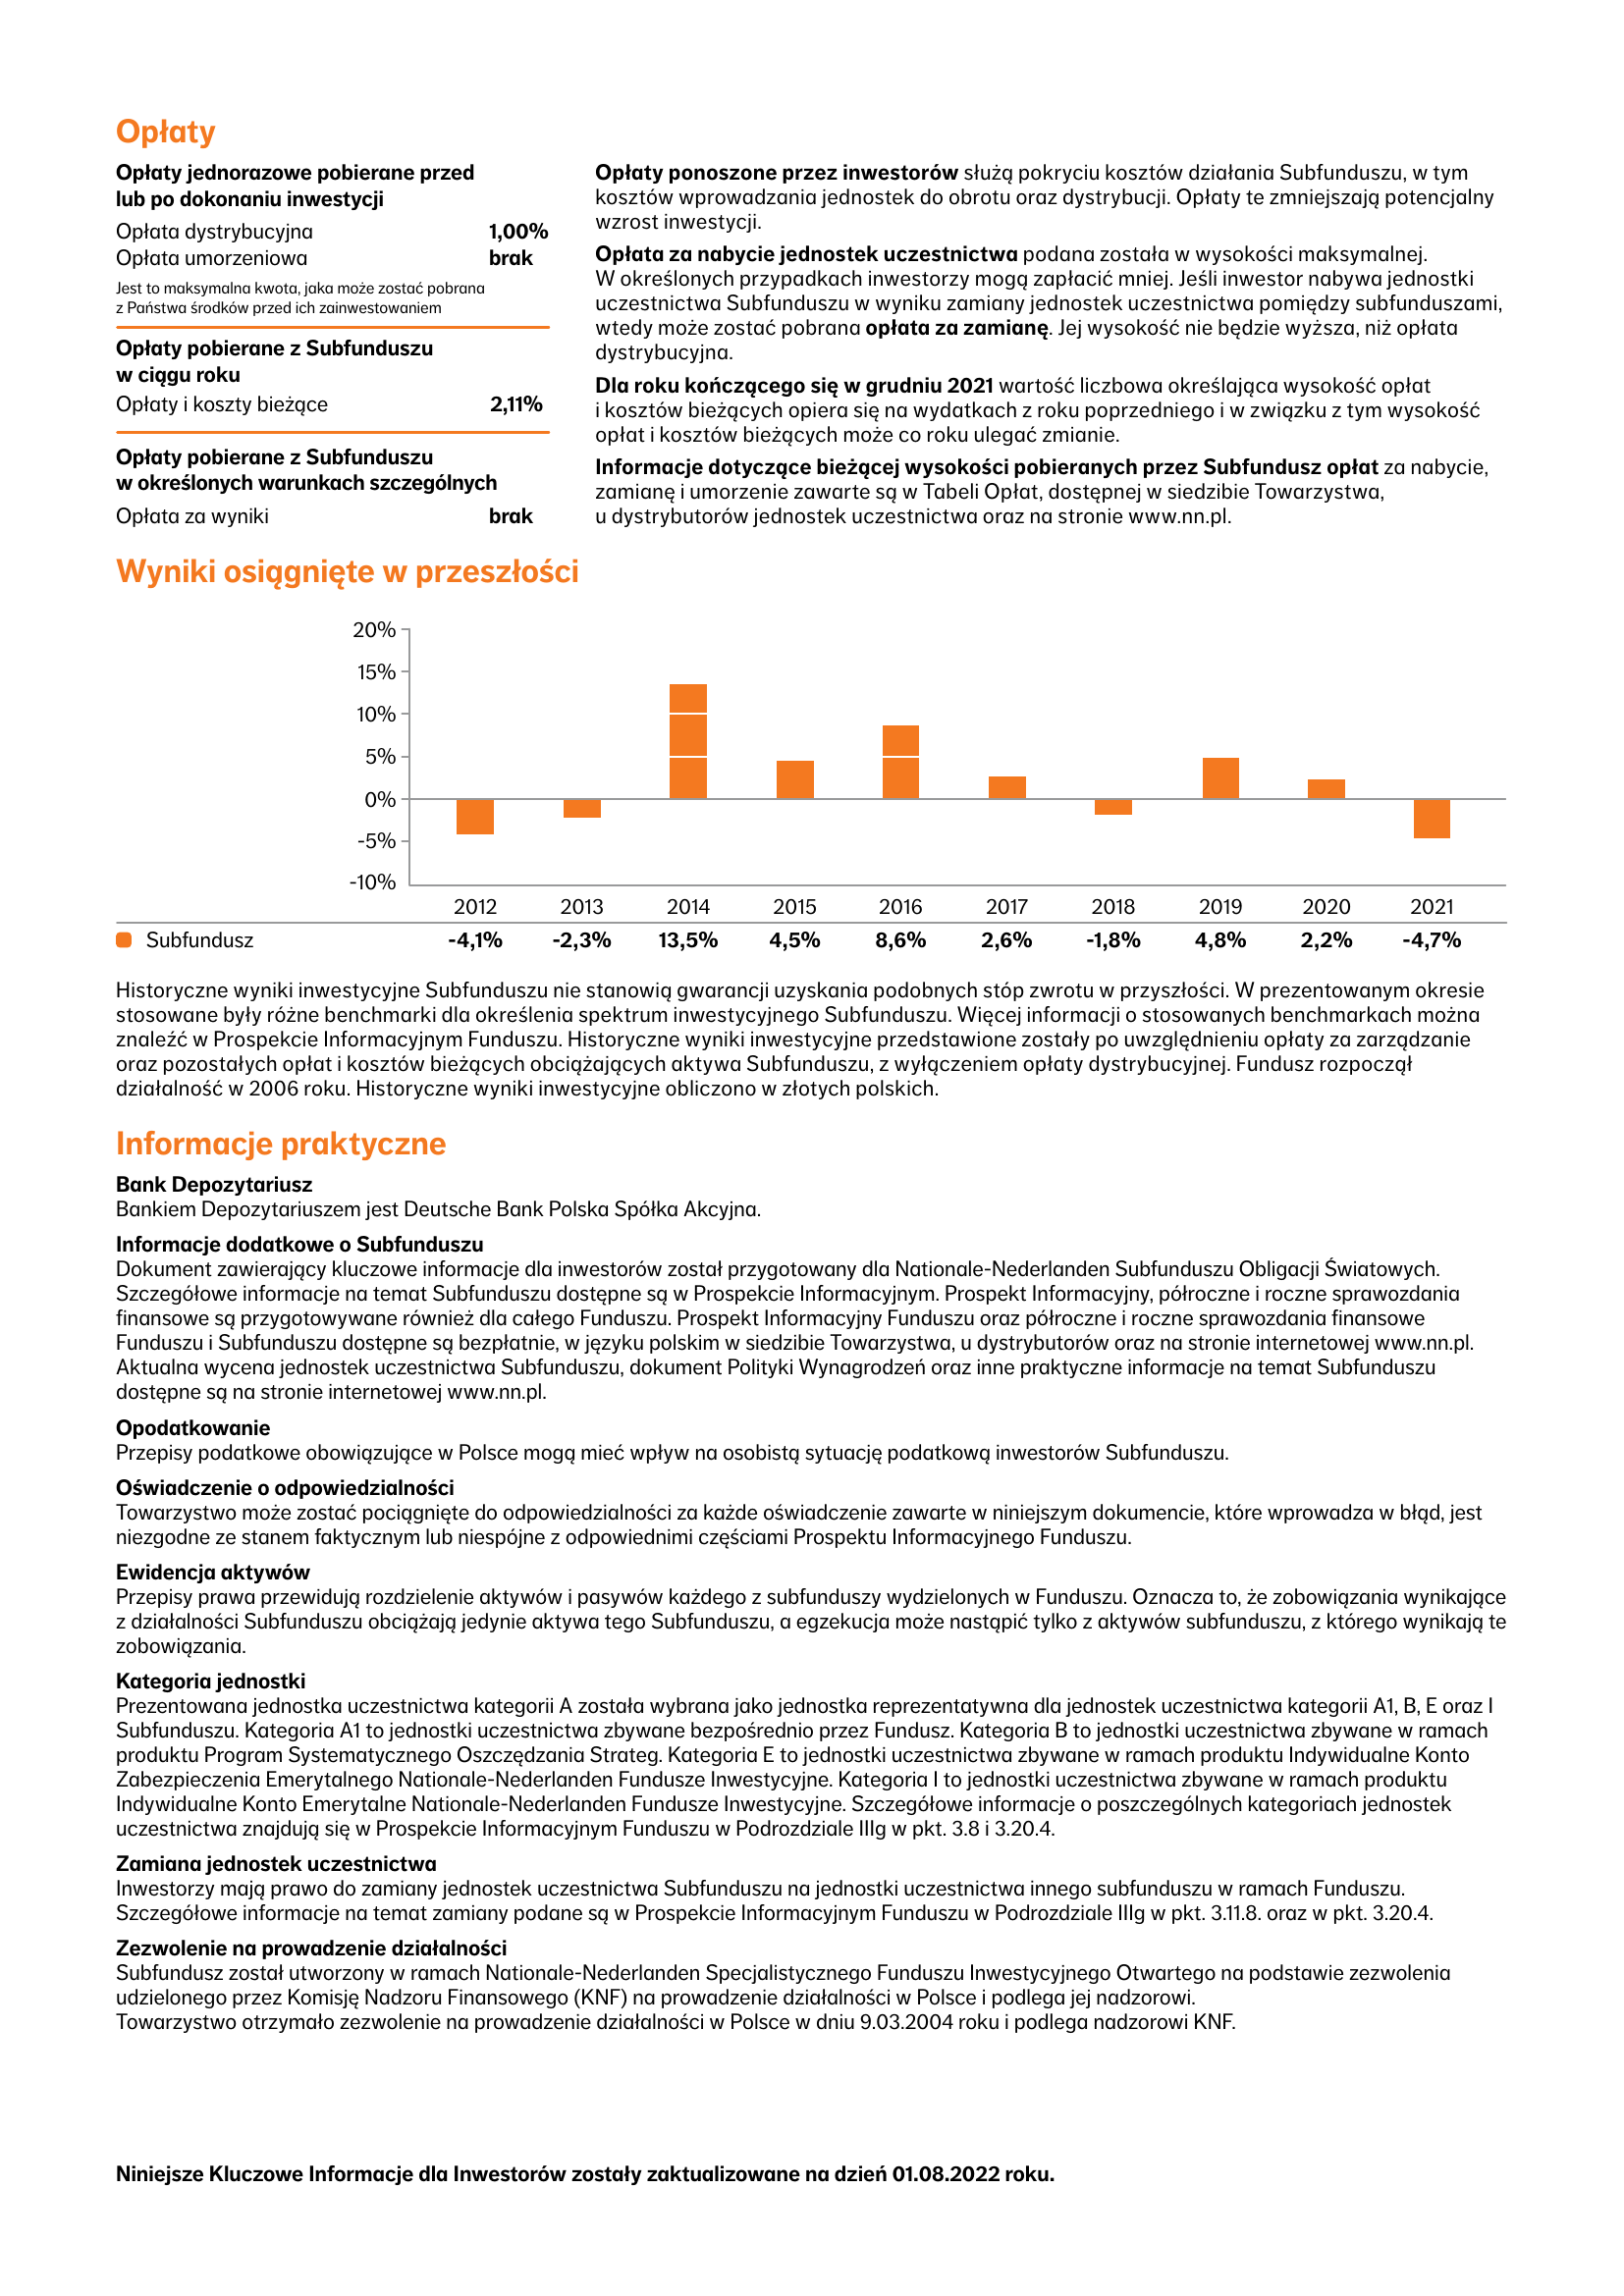 Opłaty
Opłaty jednorazowe pobierane przed
lub po dokonaniu inwestycji
Opłata dystrybucyjna 1,00%
Opłata umorzeniowa brak
Jest to maksymalna kwota, jaka może zostać pobrana
z Państwa środków przed ich zainwestowaniem
Opłaty pobierane z Subfunduszu
w ciągu roku
Opłaty i koszty bieżące 2,11%
Opłaty pobierane z Subfunduszu
w określonych warunkach szczególnych
Opłata za wyniki brak
Opłaty ponoszone przez inwestorów służą pokryciu kosztów działania Subfunduszu, w tym
kosztów wprowadzania jednostek do obrotu oraz dystrybucji. Opłaty te zmniejszają potencjalny
wzrost inwestycji.
Opłata za nabycie jednostek uczestnictwa podana została w wysokości maksymalnej.
W określonych przypadkach inwestorzy mogą zapłacić mniej. Jeśli inwestor nabywa jednostki
uczestnictwa Subfunduszu w wyniku zamiany jednostek uczestnictwa pomiędzy subfunduszami,
wtedy może zostać pobrana opłata za zamianę. Jej wysokość nie będzie wyższa, niż opłata
dystrybucyjna.
Dla roku kończącego się w grudniu 2021 wartość liczbowa określająca wysokość opłat
i kosztów bieżących opiera się na wydatkach z roku poprzedniego i w związku z tym wysokość
opłat i kosztów bieżących może co roku ulegać zmianie.
Informacje dotyczące bieżącej wysokości pobieranych przez Subfundusz opłat za nabycie,
zamianę i umorzenie zawarte są w Tabeli Opłat, dostępnej w siedzibie Towarzystwa,
u dystrybutorów jednostek uczestnictwa oraz na stronie www.nn.pl.
Wyniki osiągnięte w przeszłości
20%
15%
10%
5%
0%
-5%
-10%
2012 2013 2014 2015 2016 2017 2018 2019 2020 2021
Subfundusz -4,1% -2,3% 13,5% 4,5% 8,6% 2,6% -1,8% 4,8% 2,2% -4,7%
Historyczne wyniki inwestycyjne Subfunduszu nie stanowią gwarancji uzyskania podobnych stóp zwrotu w przyszłości. W prezentowanym okresie
stosowane były różne benchmarki dla określenia spektrum inwestycyjnego Subfunduszu. Więcej informacji o stosowanych benchmarkach można
znaleźć w Prospekcie Informacyjnym Funduszu. Historyczne wyniki inwestycyjne przedstawione zostały po uwzględnieniu opłaty za zarządzanie
oraz pozostałych opłat i kosztów bieżących obciążających aktywa Subfunduszu, z wyłączeniem opłaty dystrybucyjnej. Fundusz rozpoczął
działalność w 2006 roku. Historyczne wyniki inwestycyjne obliczono w złotych polskich.
Informacje praktyczne
Bank Depozytariusz
Bankiem Depozytariuszem jest Deutsche Bank Polska Spółka Akcyjna.
Informacje dodatkowe o Subfunduszu
Dokument zawierający kluczowe informacje dla inwestorów został przygotowany dla Nationale-Nederlanden Subfunduszu Obligacji Światowych.
Szczegółowe informacje na temat Subfunduszu dostępne są w Prospekcie Informacyjnym. Prospekt Informacyjny, półroczne i roczne sprawozdania
finansowe są przygotowywane również dla całego Funduszu. Prospekt Informacyjny Funduszu oraz półroczne i roczne sprawozdania finansowe
Funduszu i Subfunduszu dostępne są bezpłatnie, w języku polskim w siedzibie Towarzystwa, u dystrybutorów oraz na stronie internetowej www.nn.pl.
Aktualna wycena jednostek uczestnictwa Subfunduszu, dokument Polityki Wynagrodzeń oraz inne praktyczne informacje na temat Subfunduszu
dostępne są na stronie internetowej www.nn.pl.
Opodatkowanie
Przepisy podatkowe obowiązujące w Polsce mogą mieć wpływ na osobistą sytuację podatkową inwestorów Subfunduszu.
Oświadczenie o odpowiedzialności
Towarzystwo może zostać pociągnięte do odpowiedzialności za każde oświadczenie zawarte w niniejszym dokumencie, które wprowadza w błąd, jest
niezgodne ze stanem faktycznym lub niespójne z odpowiednimi częściami Prospektu Informacyjnego Funduszu.
Ewidencja aktywów
Przepisy prawa przewidują rozdzielenie aktywów i pasywów każdego z subfunduszy wydzielonych w Funduszu. Oznacza to, że zobowiązania wynikające
z działalności Subfunduszu obciążają jedynie aktywa tego Subfunduszu, a egzekucja może nastąpić tylko z aktywów subfunduszu, z którego wynikają te
zobowiązania.
Kategoria jednostki
Prezentowana jednostka uczestnictwa kategorii A została wybrana jako jednostka reprezentatywna dla jednostek uczestnictwa kategorii A1, B, E oraz I
Subfunduszu. Kategoria A1 to jednostki uczestnictwa zbywane bezpośrednio przez Fundusz. Kategoria B to jednostki uczestnictwa zbywane w ramach
produktu Program Systematycznego Oszczędzania Strateg. Kategoria E to jednostki uczestnictwa zbywane w ramach produktu Indywidualne Konto
Zabezpieczenia Emerytalnego Nationale-Nederlanden Fundusze Inwestycyjne. Kategoria I to jednostki uczestnictwa zbywane w ramach produktu
Indywidualne Konto Emerytalne Nationale-Nederlanden Fundusze Inwestycyjne. Szczegółowe informacje o poszczególnych kategoriach jednostek
uczestnictwa znajdują się w Prospekcie Informacyjnym Funduszu w Podrozdziale IIIg w pkt. 3.8 i 3.20.4.
Zamiana jednostek uczestnictwa
Inwestorzy mają prawo do zamiany jednostek uczestnictwa Subfunduszu na jednostki uczestnictwa innego subfunduszu w ramach Funduszu.
Szczegółowe informacje na temat zamiany podane są w Prospekcie Informacyjnym Funduszu w Podrozdziale IIIg w pkt. 3.11.8. oraz w pkt. 3.20.4.
Zezwolenie na prowadzenie działalności
Subfundusz został utworzony w ramach Nationale-Nederlanden Specjalistycznego Funduszu Inwestycyjnego Otwartego na podstawie zezwolenia
udzielonego przez Komisję Nadzoru Finansowego (KNF) na prowadzenie działalności w Polsce i podlega jej nadzorowi.
Towarzystwo otrzymało zezwolenie na prowadzenie działalności w Polsce w dniu 9.03.2004 roku i podlega nadzorowi KNF.
Niniejsze Kluczowe Informacje dla Inwestorów zostały zaktualizowane na dzień 01.08.2022 roku.